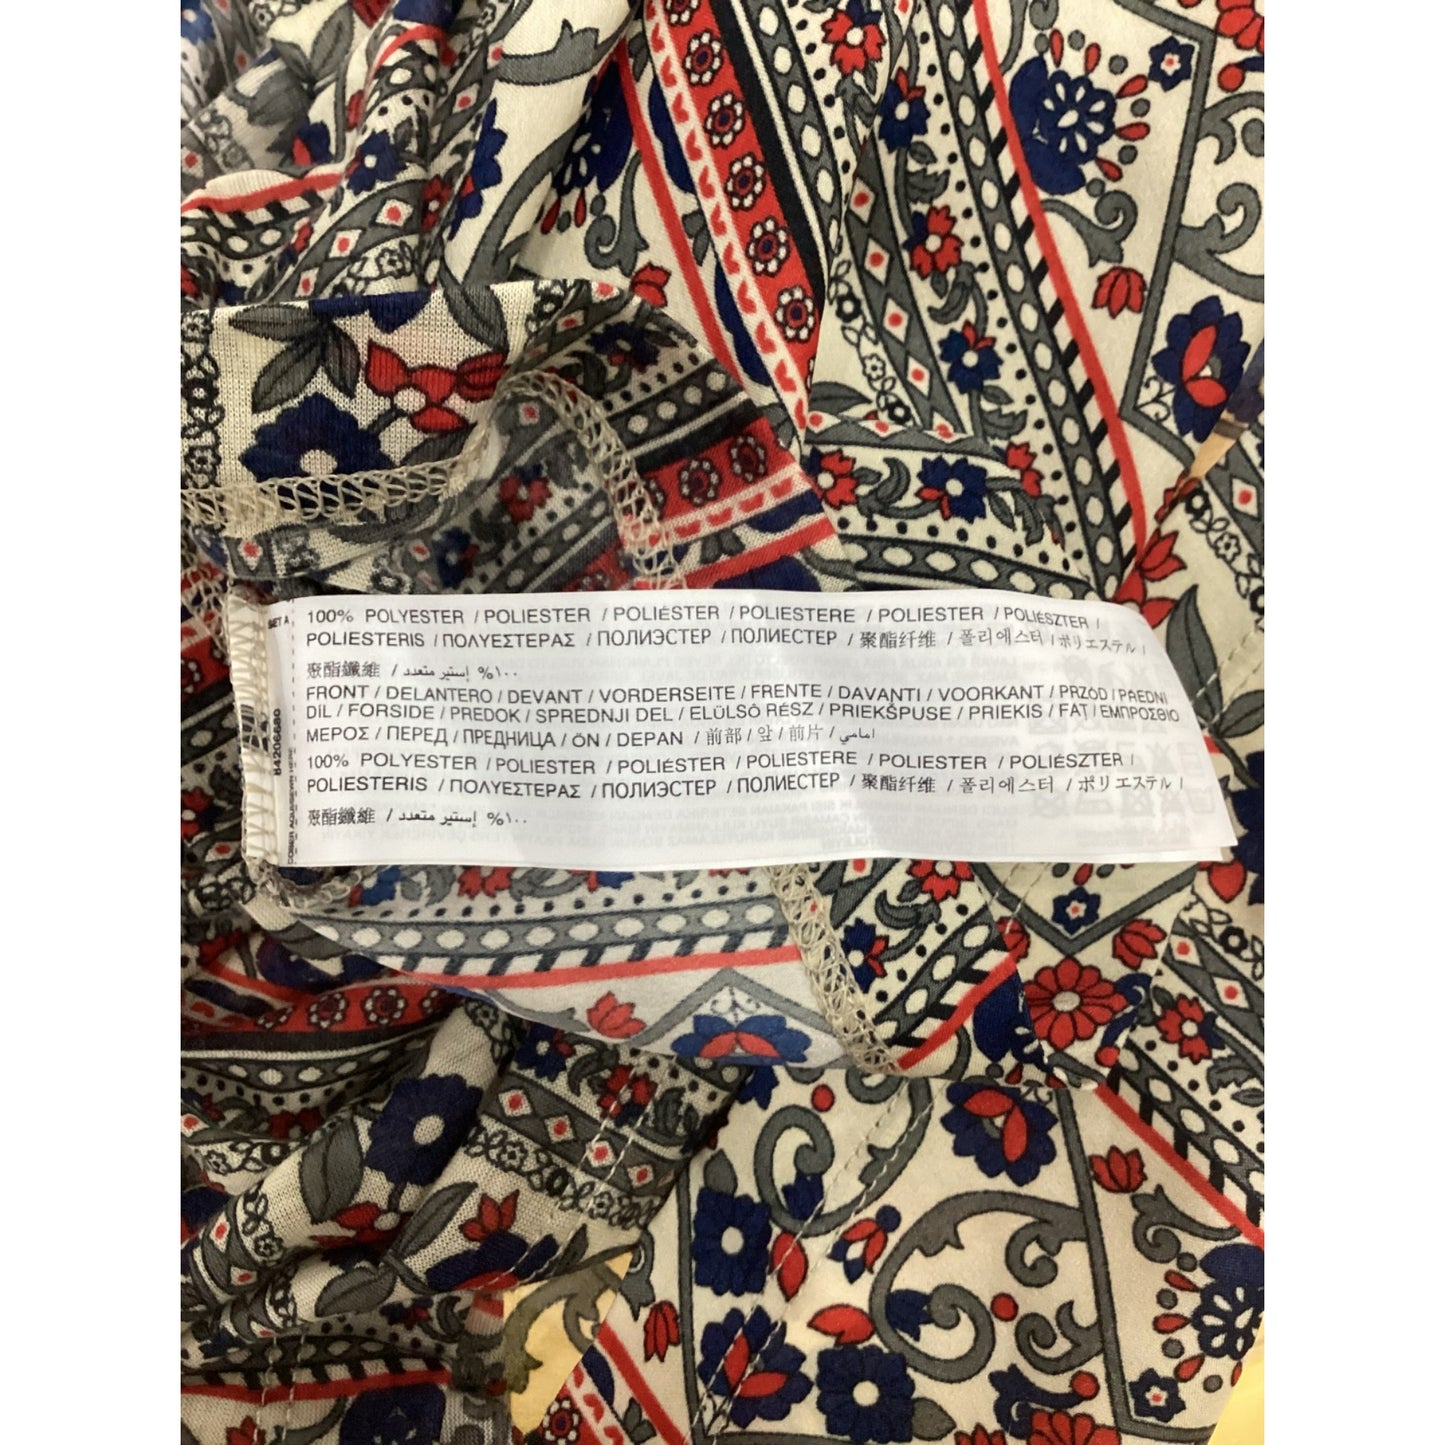 100% POLYESTER / POLIESTER / POLIÉSTER / POLIESTERE / POLIESTER / POLIÉSZTER /
POLIESTERIS / ΠΟΛΥΕΣΤΕΡΑΣ / ПОЛИЭСТЕР / ПОЛИЕСТЕР / 聚酯纤维 / 폴리에스터 / ポリエステル /
聚酯纖維 / إستير متعدد %١٠٠
FRONT / DELANTERO / DEVANT / VORDERSEITE / FRENTE / DAVANTI / VOORKANT / PRZÓD / PŘEDNÍ
DÍL / FORSIDE / PREDOK / SPREDNJI DEL / ELÜLSŐ RÉSZ / PRIEKŠPUSE / PRIEKIS / FAȚĂ / ΕΜΠΡΟΣΘΙΟ
ΜΕΡΟΣ / ПЕРЕД / ПРЕДНИЦА / ÖN / DEPAN / 前部 / 앞 / 前片 / امامي
100% POLYESTER / POLIESTER / POLIÉSTER / POLIESTERE / POLIESTER / POLIÉSZTER /
POLIESTERIS / ΠΟΛΥΕΣΤΕΡΑΣ / ПОЛИЭСТЕР / ПОЛИЕСТЕР / 聚酯纤维 / 폴리에스터 / ポリエステル /
聚酯纖維 / إستير متعدد %١٠٠
84206680